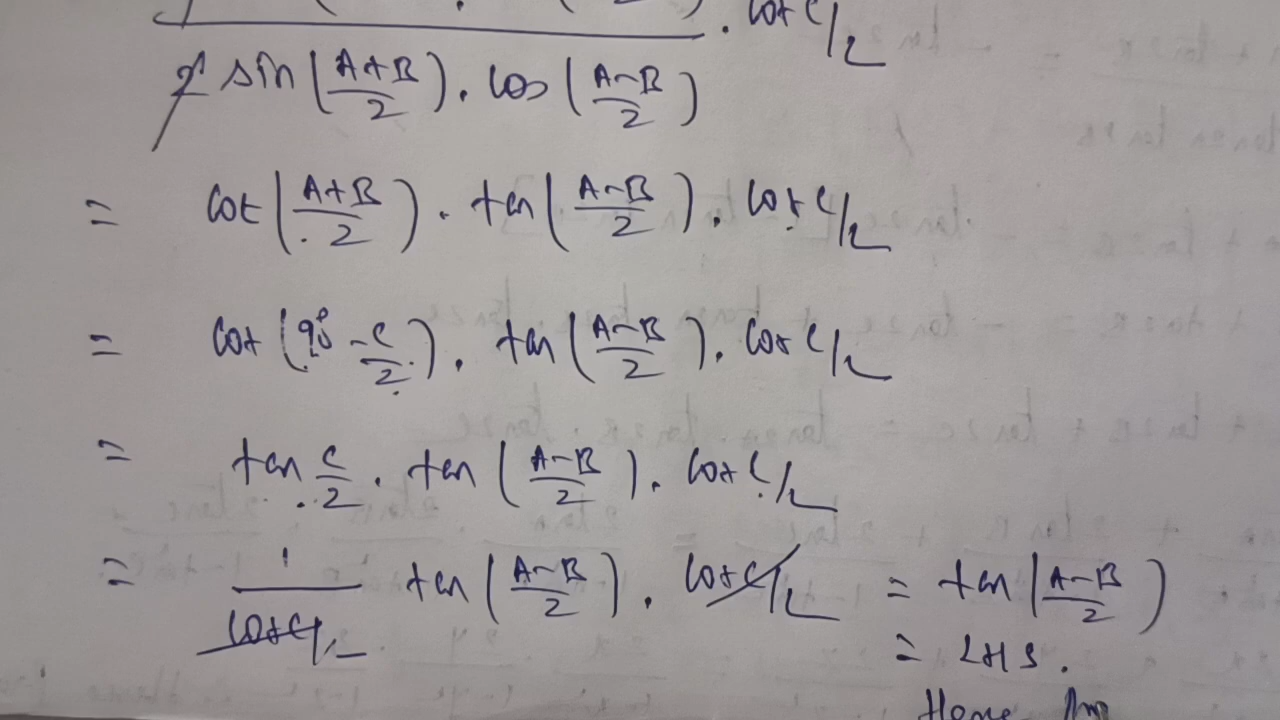 . cot C/2
2 sin (A+B/2) . cos (A-B/2)
= cot (A+B/2) . tan (A-B/2) . cot C/2
= cot (90° - C/2) . tan (A-B/2) . cot C/2
= tan C/2 . tan (A-B/2) . cot C/2
= 1/cot C/2 tan (A-B/2) . cot C/2 = tan (A-B/2)
= LHS.
Hence